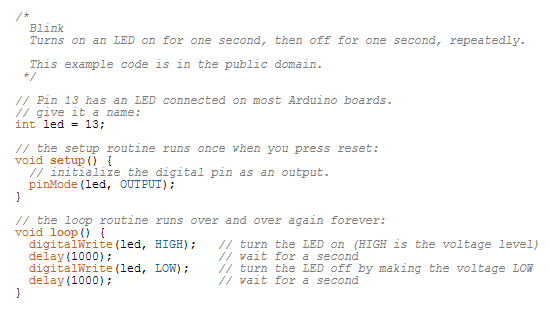 /*
  Blink
  Turns on an LED on for one second, then off for one second, repeatedly.

  This example code is in the public domain.
 */

// Pin 13 has an LED connected on most Arduino boards.
// give it a name:
int led = 13;

// the setup routine runs once when you press reset:
void setup() {
  // initialize the digital pin as an output.
  pinMode(led, OUTPUT);
}

// the loop routine runs over and over again forever:
void loop() {
  digitalWrite(led, HIGH);   // turn the LED on (HIGH is the voltage level)
  delay(1000);               // wait for a second
  digitalWrite(led, LOW);    // turn the LED off by making the voltage LOW
  delay(1000);               // wait for a second
}